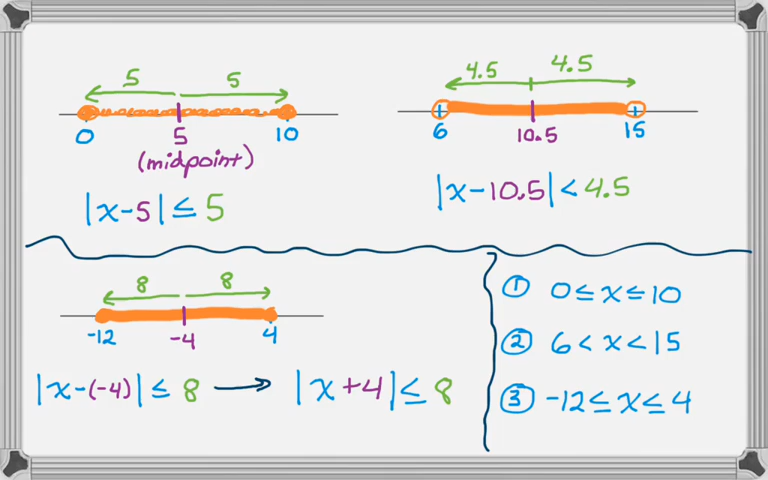 5 5
0 5 10
(midpoint)
|x-5| ≤ 5
4.5 4.5
6 10.5 15
|x-10.5| < 4.5
8 8
-12 -4 4
|x-(-4)| ≤ 8 → |x+4| ≤ 8
① 0 ≤ x ≤ 10
② 6 < x < 15
③ -12 ≤ x ≤ 4